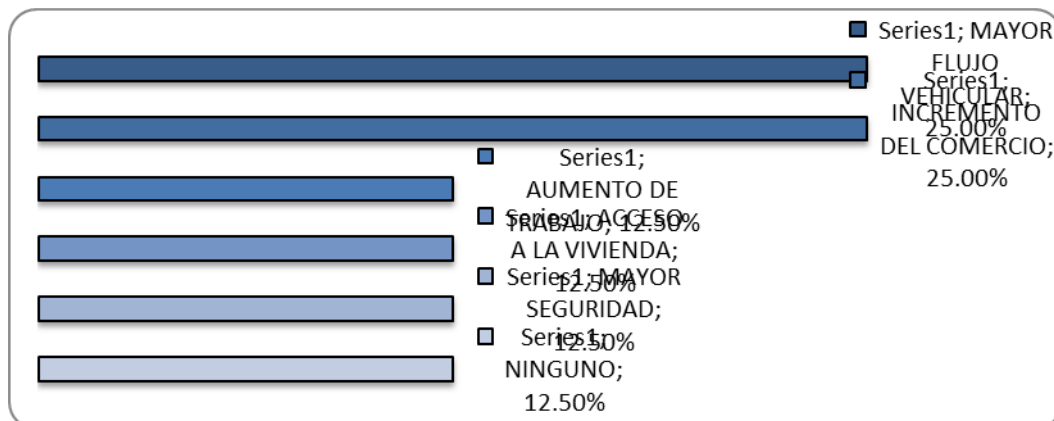 Series1; MAYOR
FLUJO
VEHICULAR;
25.00%
Series1;
INCREMENTO
DEL COMERCIO;
25.00%
Series1;
AUMENTO DE
TRABAJO; 12.50%
Series1; ACCESO
A LA VIVIENDA;
12.50%
Series1; MAYOR
SEGURIDAD;
12.50%
Series1;
NINGUNO;
12.50%